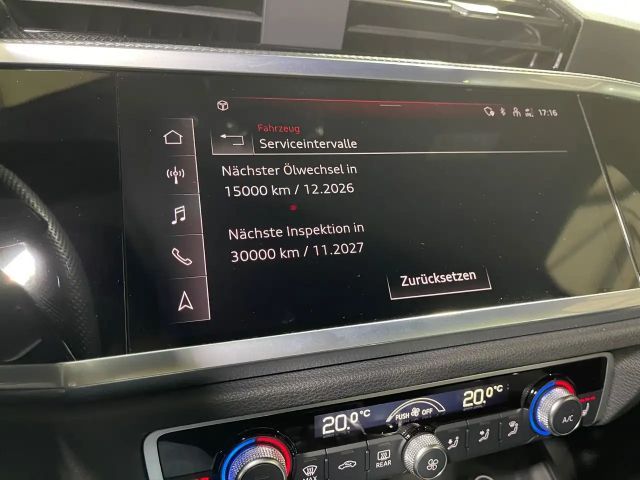 17:16
Fahrzeug
Serviceintervalle
Nächster Ölwechsel in
15000 km / 12.2026
Nächste Inspektion in
30000 km / 11.2027
Zurücksetzen
20.0°C
PUSH OFF
20.0°C
A/C
MAX
REAR